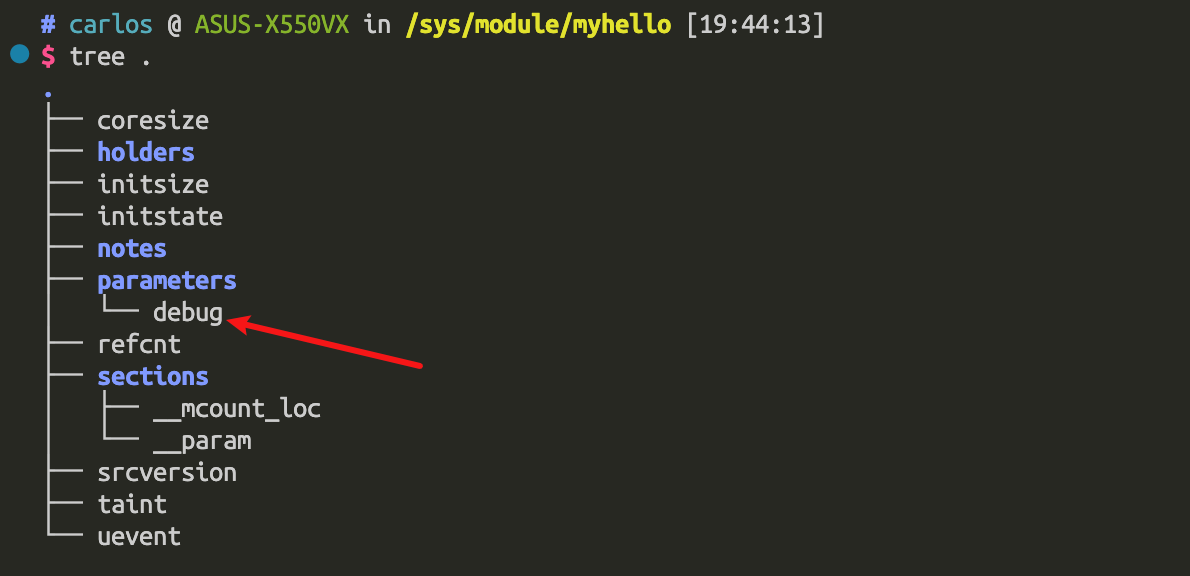 # carlos @ ASUS-X550VX in /sys/module/myhello [19:44:13]
$ tree .
.
├── coresize
├── holders
├── initsize
├── initstate
├── notes
├── parameters
│   └── debug
├── refcnt
├── sections
│   ├── __mcount_loc
│   └── __param
├── srcversion
├── taint
└── uevent